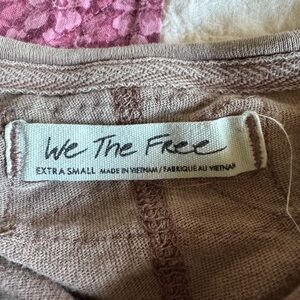 We The Free
EXTRA SMALL MADE IN VIETNAM / FABRIQUÉ AU VIETNAM